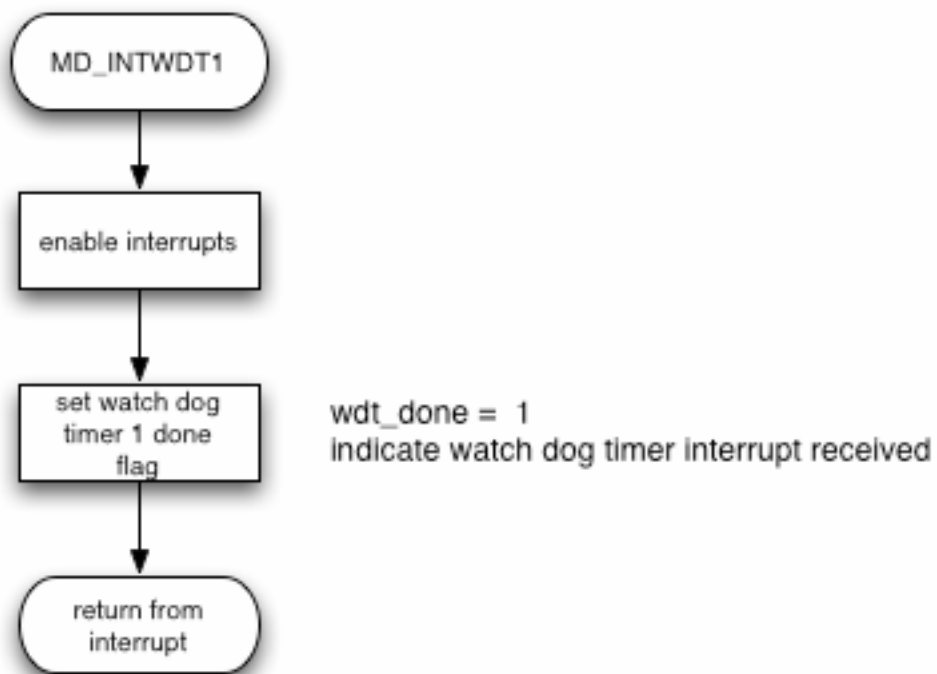 MD_INTWDT1
enable interrupts
set watch dog
timer 1 done
flag
wdt_done = 1
indicate watch dog timer interrupt received
return from
interrupt